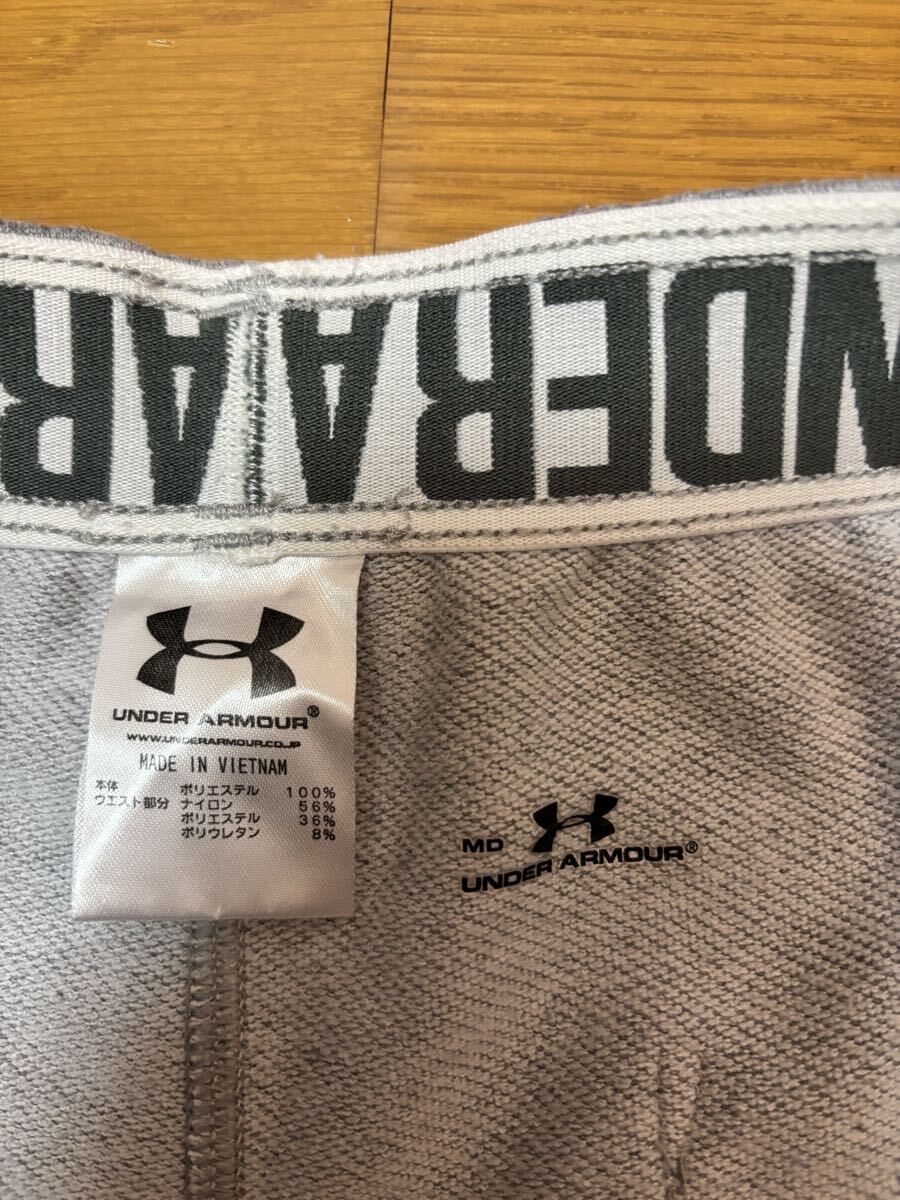 NDERA AR
UNDER ARMOUR®
WWW.UNDERARMOUR.CO.JP
MADE IN VIETNAM
本体 ポリエステル 100%
ウエスト部分 ナイロン 56%
ポリエステル 36%
ポリウレタン 8%
MD
UNDER ARMOUR®